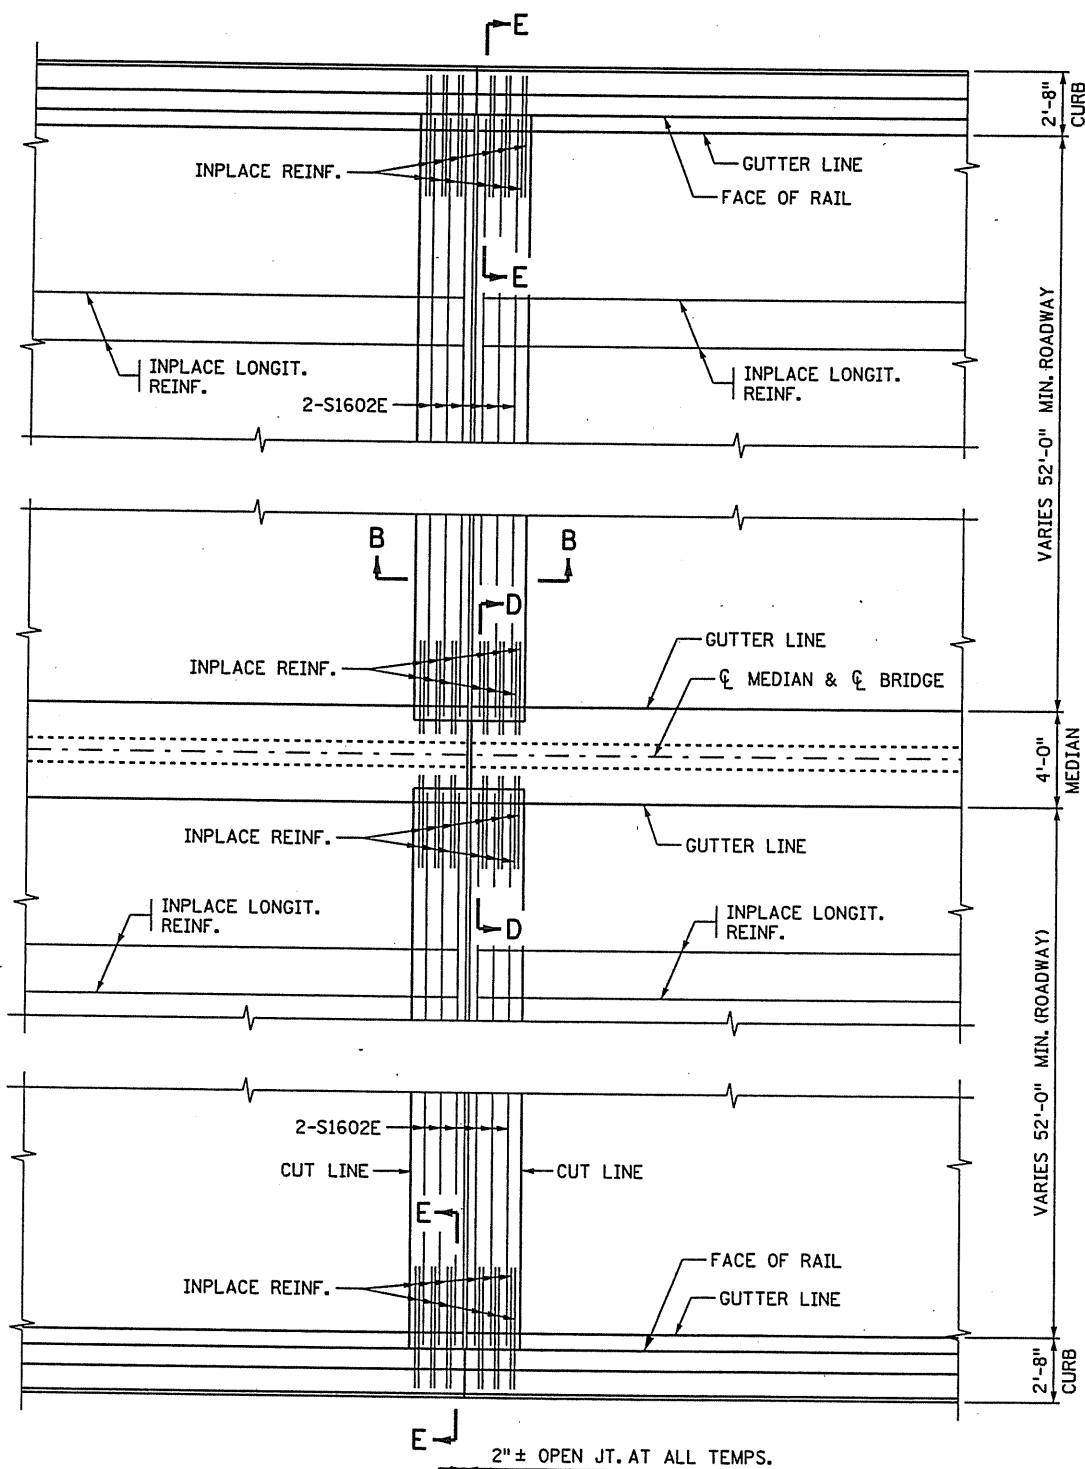 E
2'-8"
CURB
INPLACE REINF.
GUTTER LINE
FACE OF RAIL
E
INPLACE LONGIT.
REINF.
INPLACE LONGIT.
REINF.
2-S1602E
VARIES 52'-0" MIN. ROADWAY
B
B
D
INPLACE REINF.
GUTTER LINE
℄ MEDIAN & ℄ BRIDGE
4'-0"
MEDIAN
INPLACE REINF.
GUTTER LINE
INPLACE LONGIT.
REINF.
INPLACE LONGIT.
REINF.
D
VARIES 52'-0" MIN. (ROADWAY)
2-S1602E
CUT LINE
CUT LINE
E
INPLACE REINF.
FACE OF RAIL
GUTTER LINE
2'-8"
CURB
E
2" ± OPEN JT. AT ALL TEMPS.